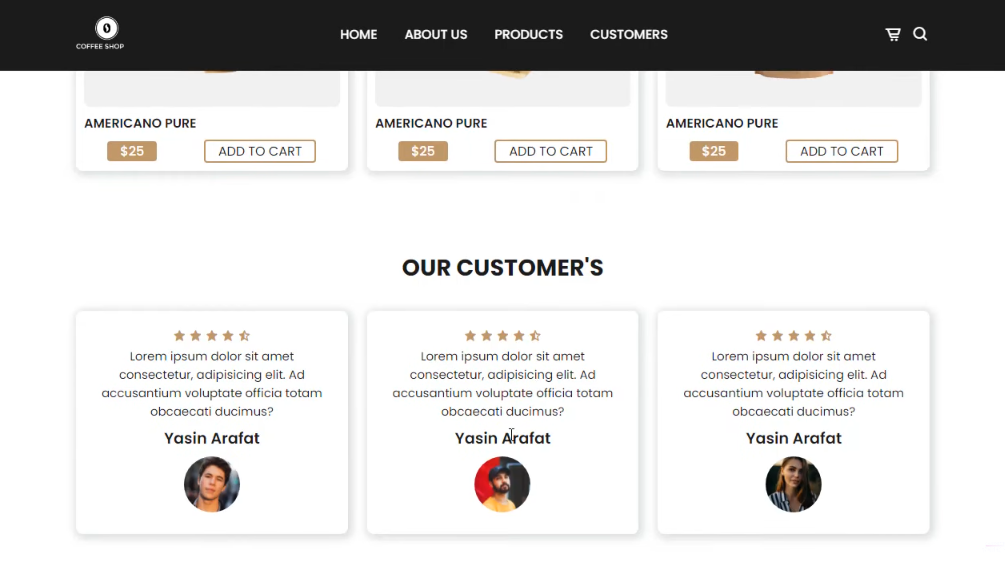 COFFEE SHOP
HOME ABOUT US PRODUCTS CUSTOMERS
AMERICANO PURE AMERICANO PURE AMERICANO PURE
$25 ADD TO CART $25 ADD TO CART $25 ADD TO CART
OUR CUSTOMER'S
Lorem ipsum dolor sit amet
consectetur, adipisicing elit. Ad
accusantium voluptate officia totam
obcaecati ducimus?
Yasin Arafat
Lorem ipsum dolor sit amet
consectetur, adipisicing elit. Ad
accusantium voluptate officia totam
obcaecati ducimus?
Yasin Arafat
Lorem ipsum dolor sit amet
consectetur, adipisicing elit. Ad
accusantium voluptate officia totam
obcaecati ducimus?
Yasin Arafat